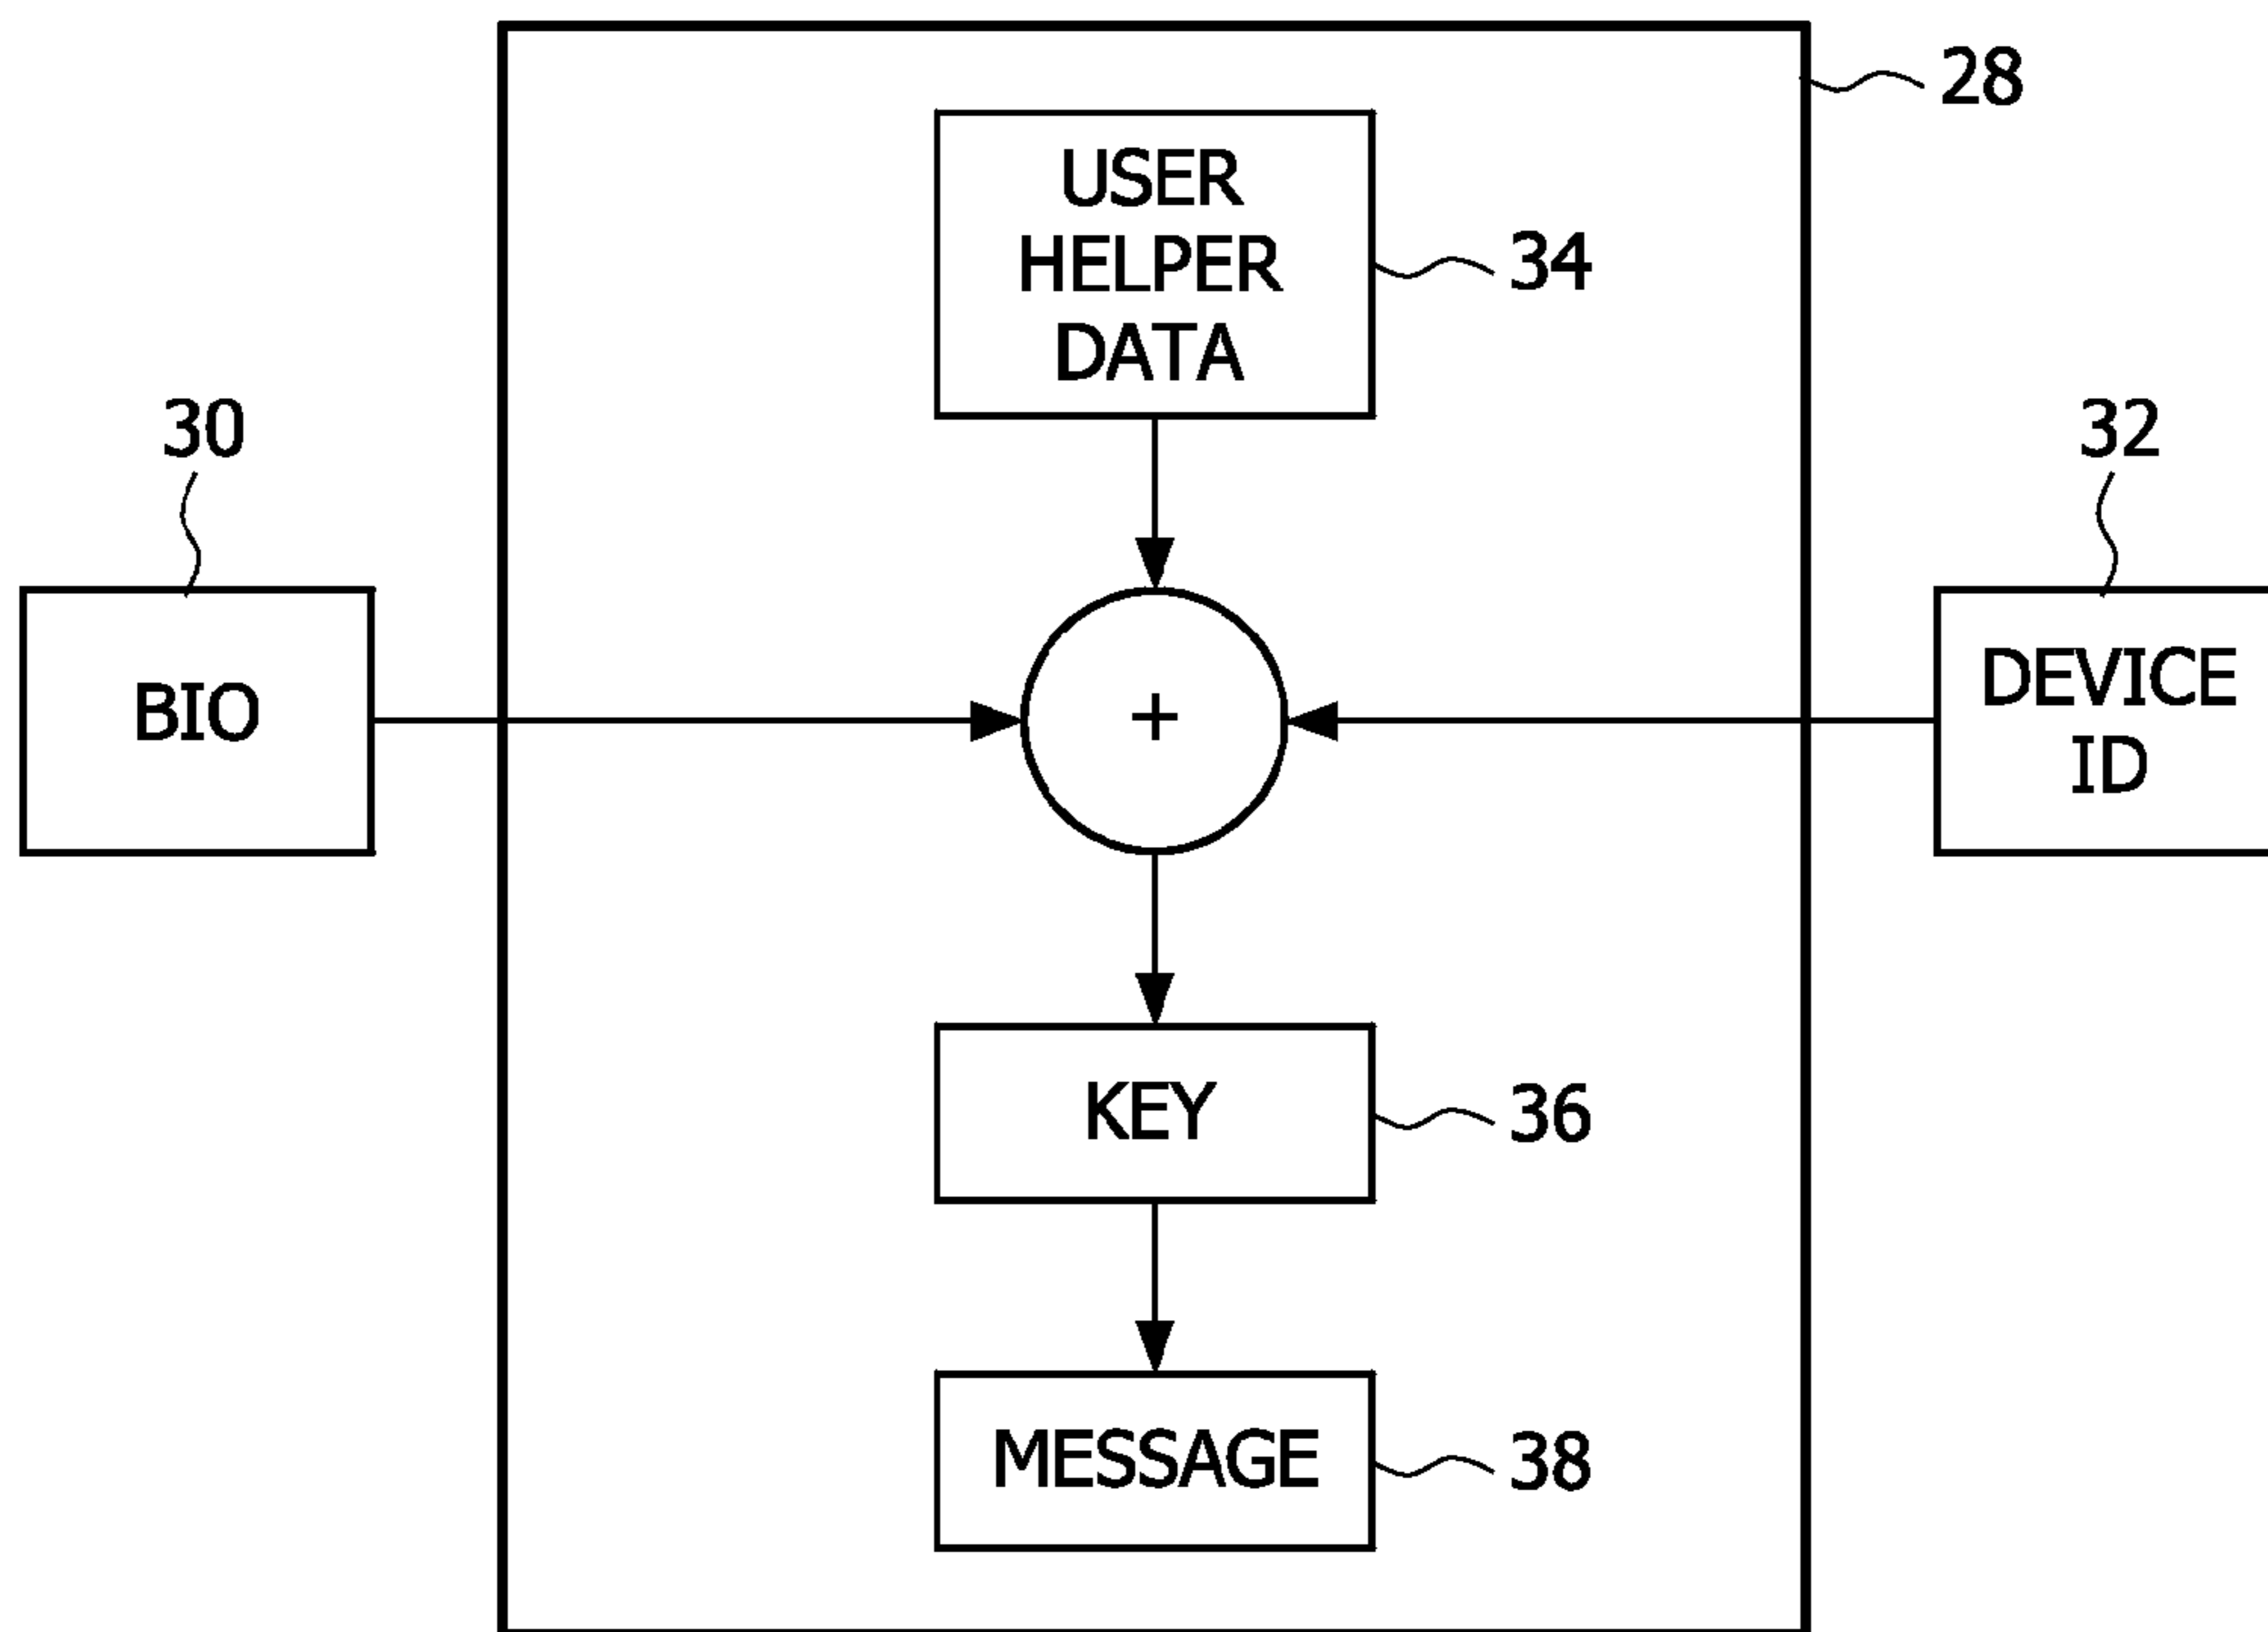 28
USER
HELPER
DATA
34
30
32
BIO
+
DEVICE
ID
KEY
36
MESSAGE
38